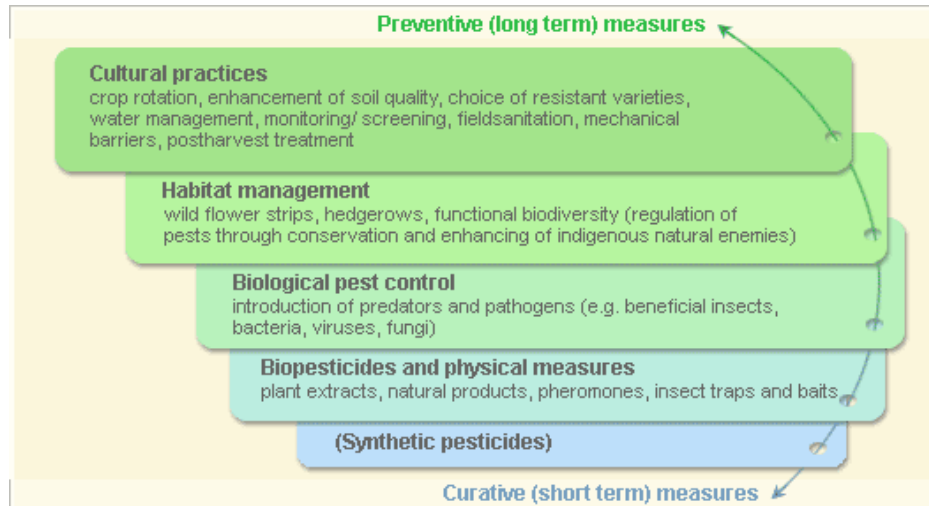 Preventive (long term) measures
Cultural practices
crop rotation, enhancement of soil quality, choice of resistant varieties,
water management, monitoring/ screening, fieldsanitation, mechanical
barriers, postharvest treatment
Habitat management
wild flower strips, hedgerows, functional biodiversity (regulation of
pests through conservation and enhancing of indigenous natural enemies)
Biological pest control
introduction of predators and pathogens (e.g. beneficial insects,
bacteria, viruses, fungi)
Biopesticides and physical measures
plant extracts, natural products, pheromones, insect traps and baits
(Synthetic pesticides)
Curative (short term) measures